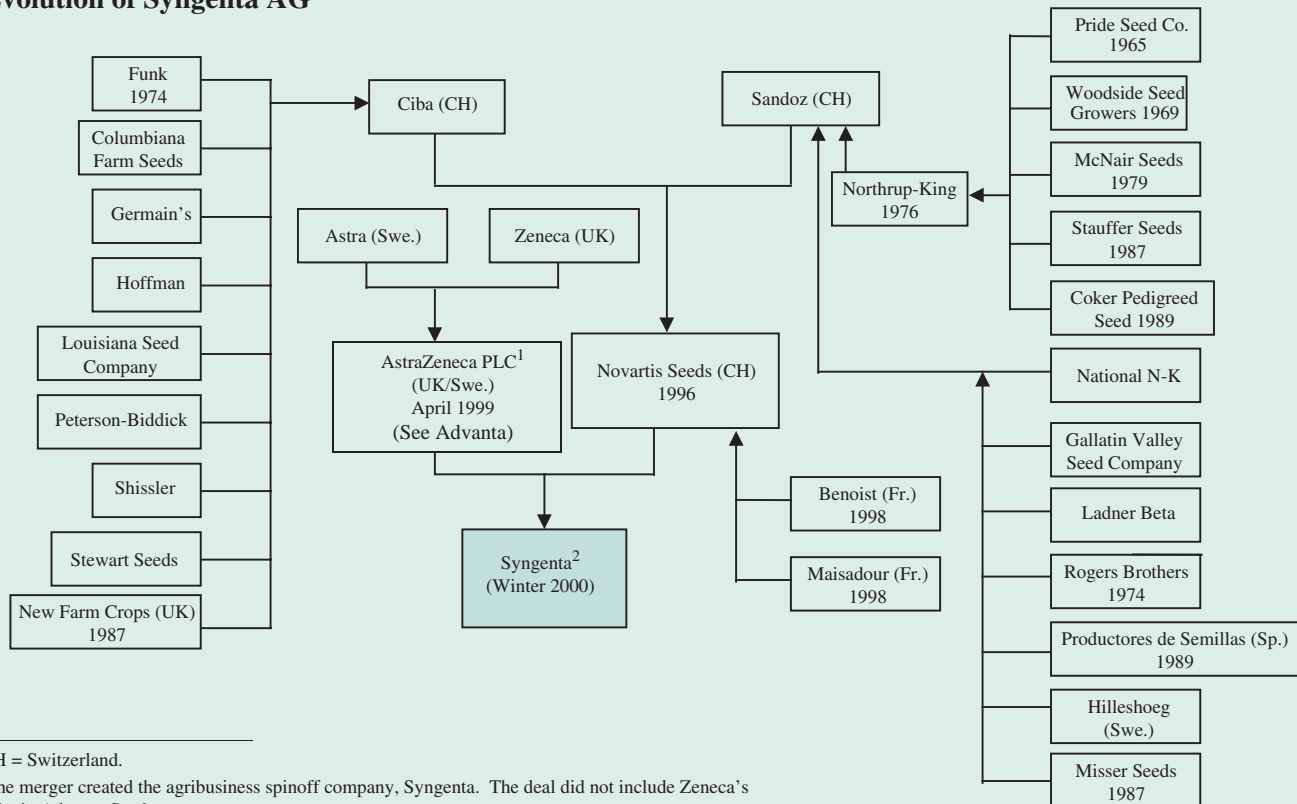 volution of Syngenta AG
Funk
1974
Columbiana
Farm Seeds
Germain's
Hoffman
Louisiana Seed
Company
Peterson-Biddick
Shissler
Stewart Seeds
New Farm Crops (UK)
1987
Ciba (CH)
Sandoz (CH)
Astra (Swe.)
Zeneca (UK)
Northrup-King
1976
AstraZeneca PLC1
(UK/Swe.)
April 1999
(See Advanta)
Novartis Seeds (CH)
1996
Syngenta2
(Winter 2000)
Benoist (Fr.)
1998
Maisadour (Fr.)
1998
Pride Seed Co.
1965
Woodside Seed
Growers 1969
McNair Seeds
1979
Stauffer Seeds
1987
Coker Pedigreed
Seed 1989
National N-K
Gallatin Valley
Seed Company
Ladner Beta
Rogers Brothers
1974
Productores de Semillas (Sp.)
1989
Hilleshoeg
(Swe.)
Misser Seeds
1987
H = Switzerland.
he merger created the agribusiness spinoff company, Syngenta. The deal did not include Zeneca's